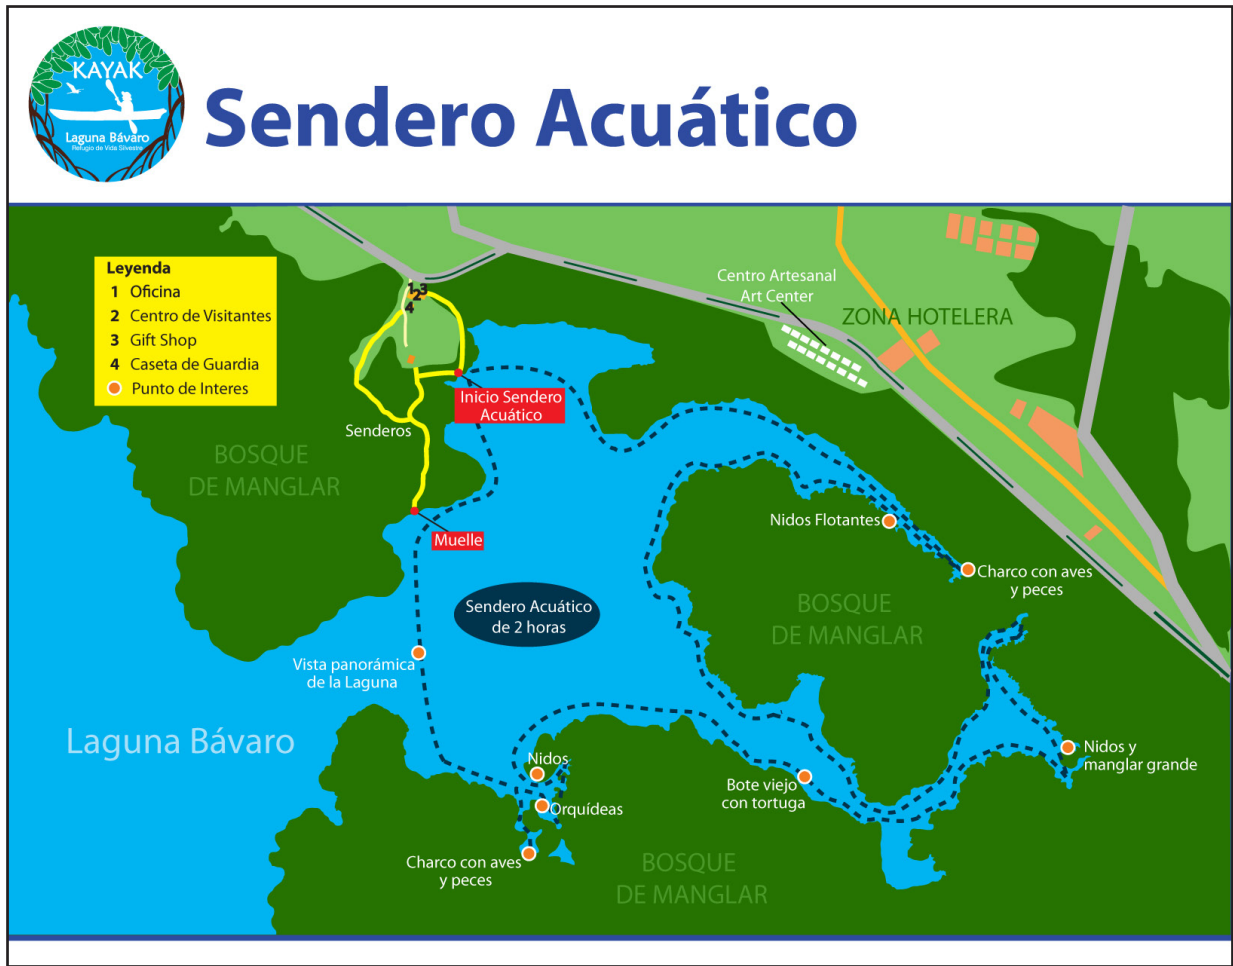 KAYAK
Laguna Bávaro
Refugio de Vida Silvestre
Sendero Acuático
Leyenda
1 Oficina
2 Centro de Visitantes
3 Gift Shop
4 Caseta de Guardia
Punto de Interes
1
3
2
4
Centro Artesanal
Art Center
ZONA HOTELERA
Inicio Sendero
Acuático
Senderos
BOSQUE
DE MANGLAR
Muelle
Nidos Flotantes
Charco con aves
y peces
Sendero Acuático
de 2 horas
BOSQUE
DE MANGLAR
Vista panorámica
de la Laguna
Laguna Bávaro
Nidos
Orquídeas
Bote viejo
con tortuga
Nidos y
manglar grande
Charco con aves
y peces
BOSQUE
DE MANGLAR